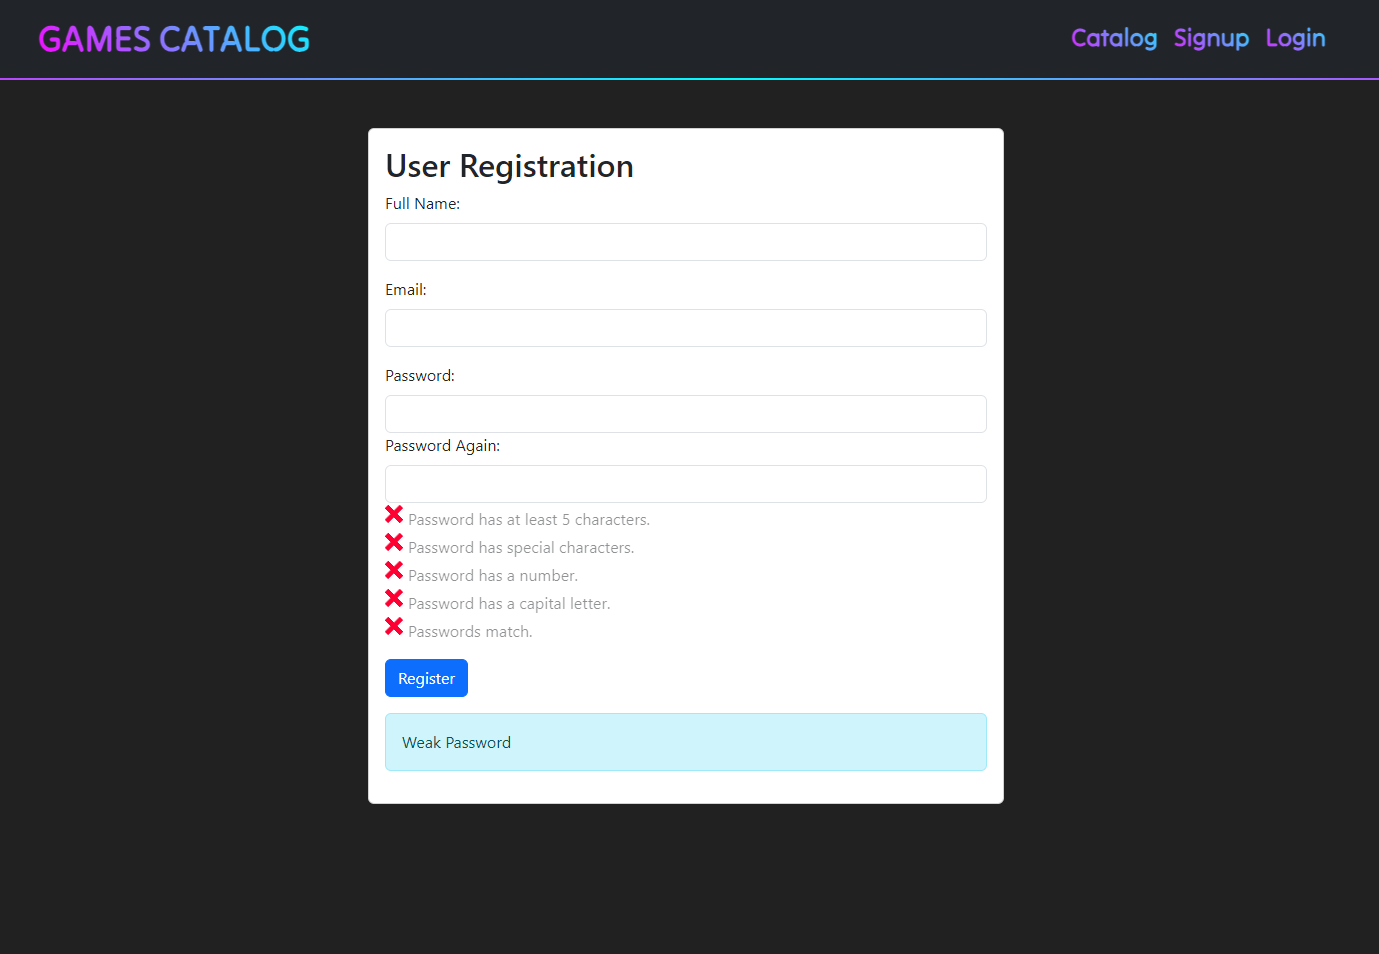 GAMES CATALOG
Catalog Signup Login
User Registration
Full Name:
Email:
Password:
Password Again:
Password has at least 5 characters.
Password has special characters.
Password has a number.
Password has a capital letter.
Passwords match.
Register
Weak Password